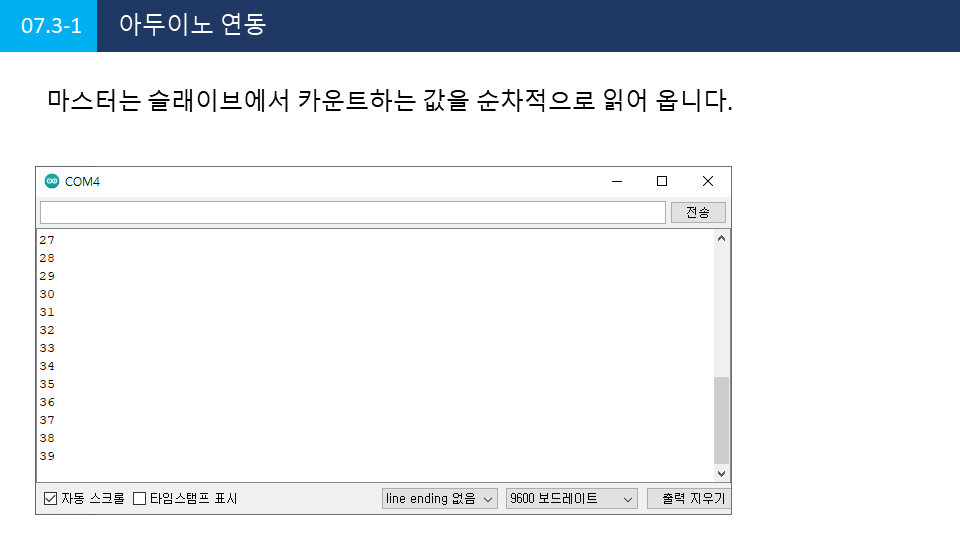 07.3-1 아두이노 연동
마스터는 슬래이브에서 카운트하는 값을 순차적으로 읽어 옵니다.
COM4
전송
27
28
29
30
31
32
33
34
35
36
37
38
39
자동 스크롤 타임스탬프 표시 line ending 없음 9600 보드레이트 출력 지우기